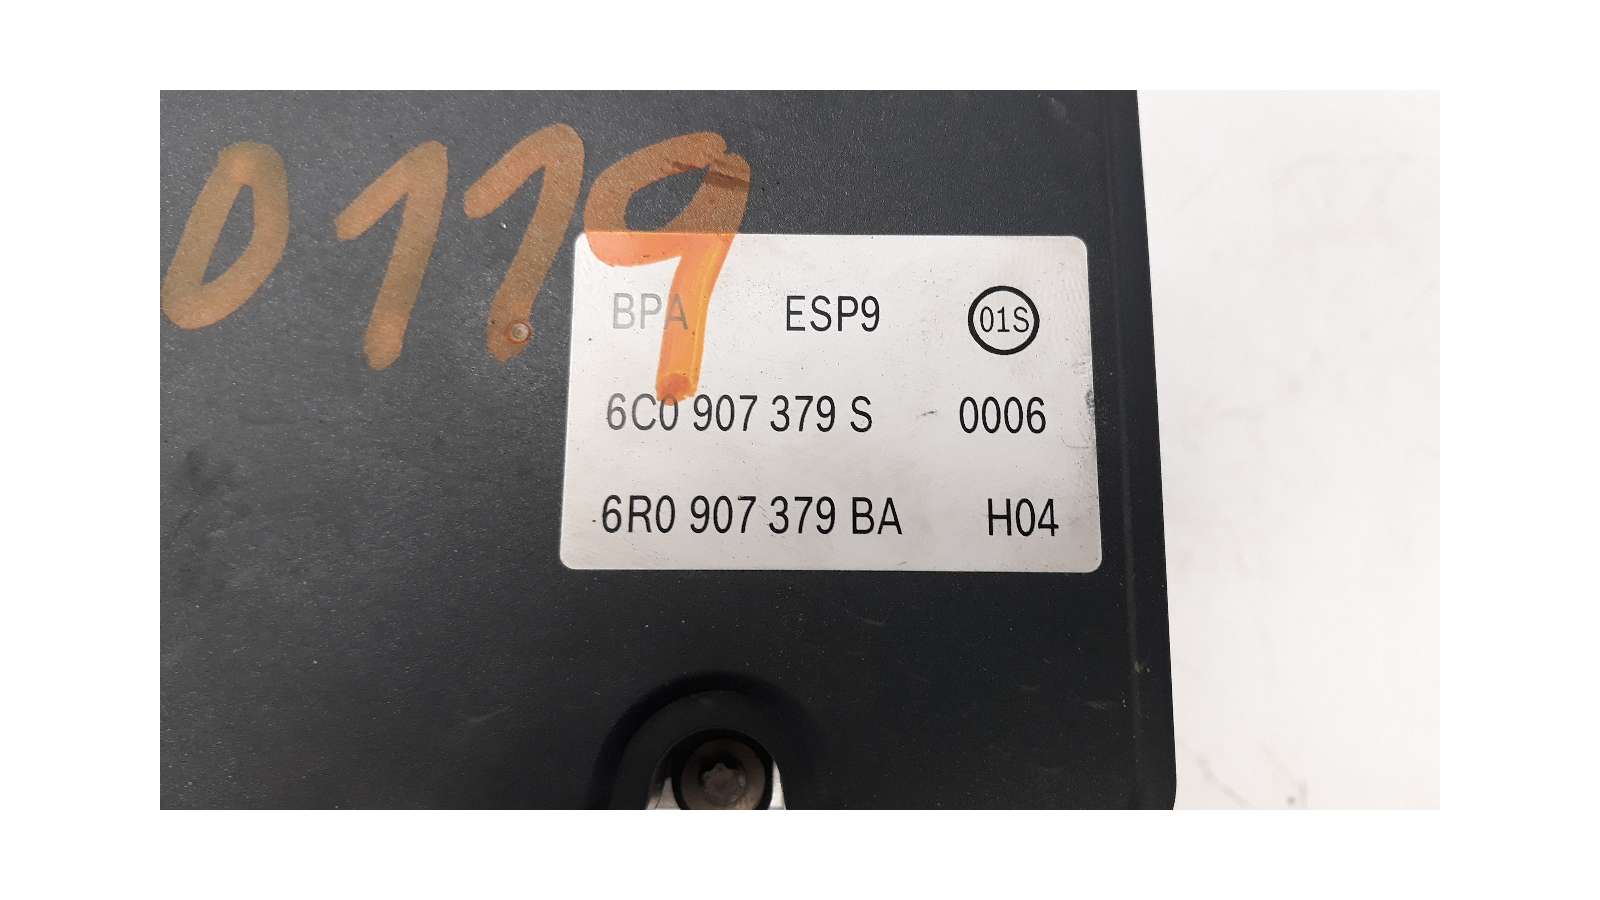 0119
BPA ESP9 01S
6C0 907 379 S 0006
6R0 907 379 BA H04